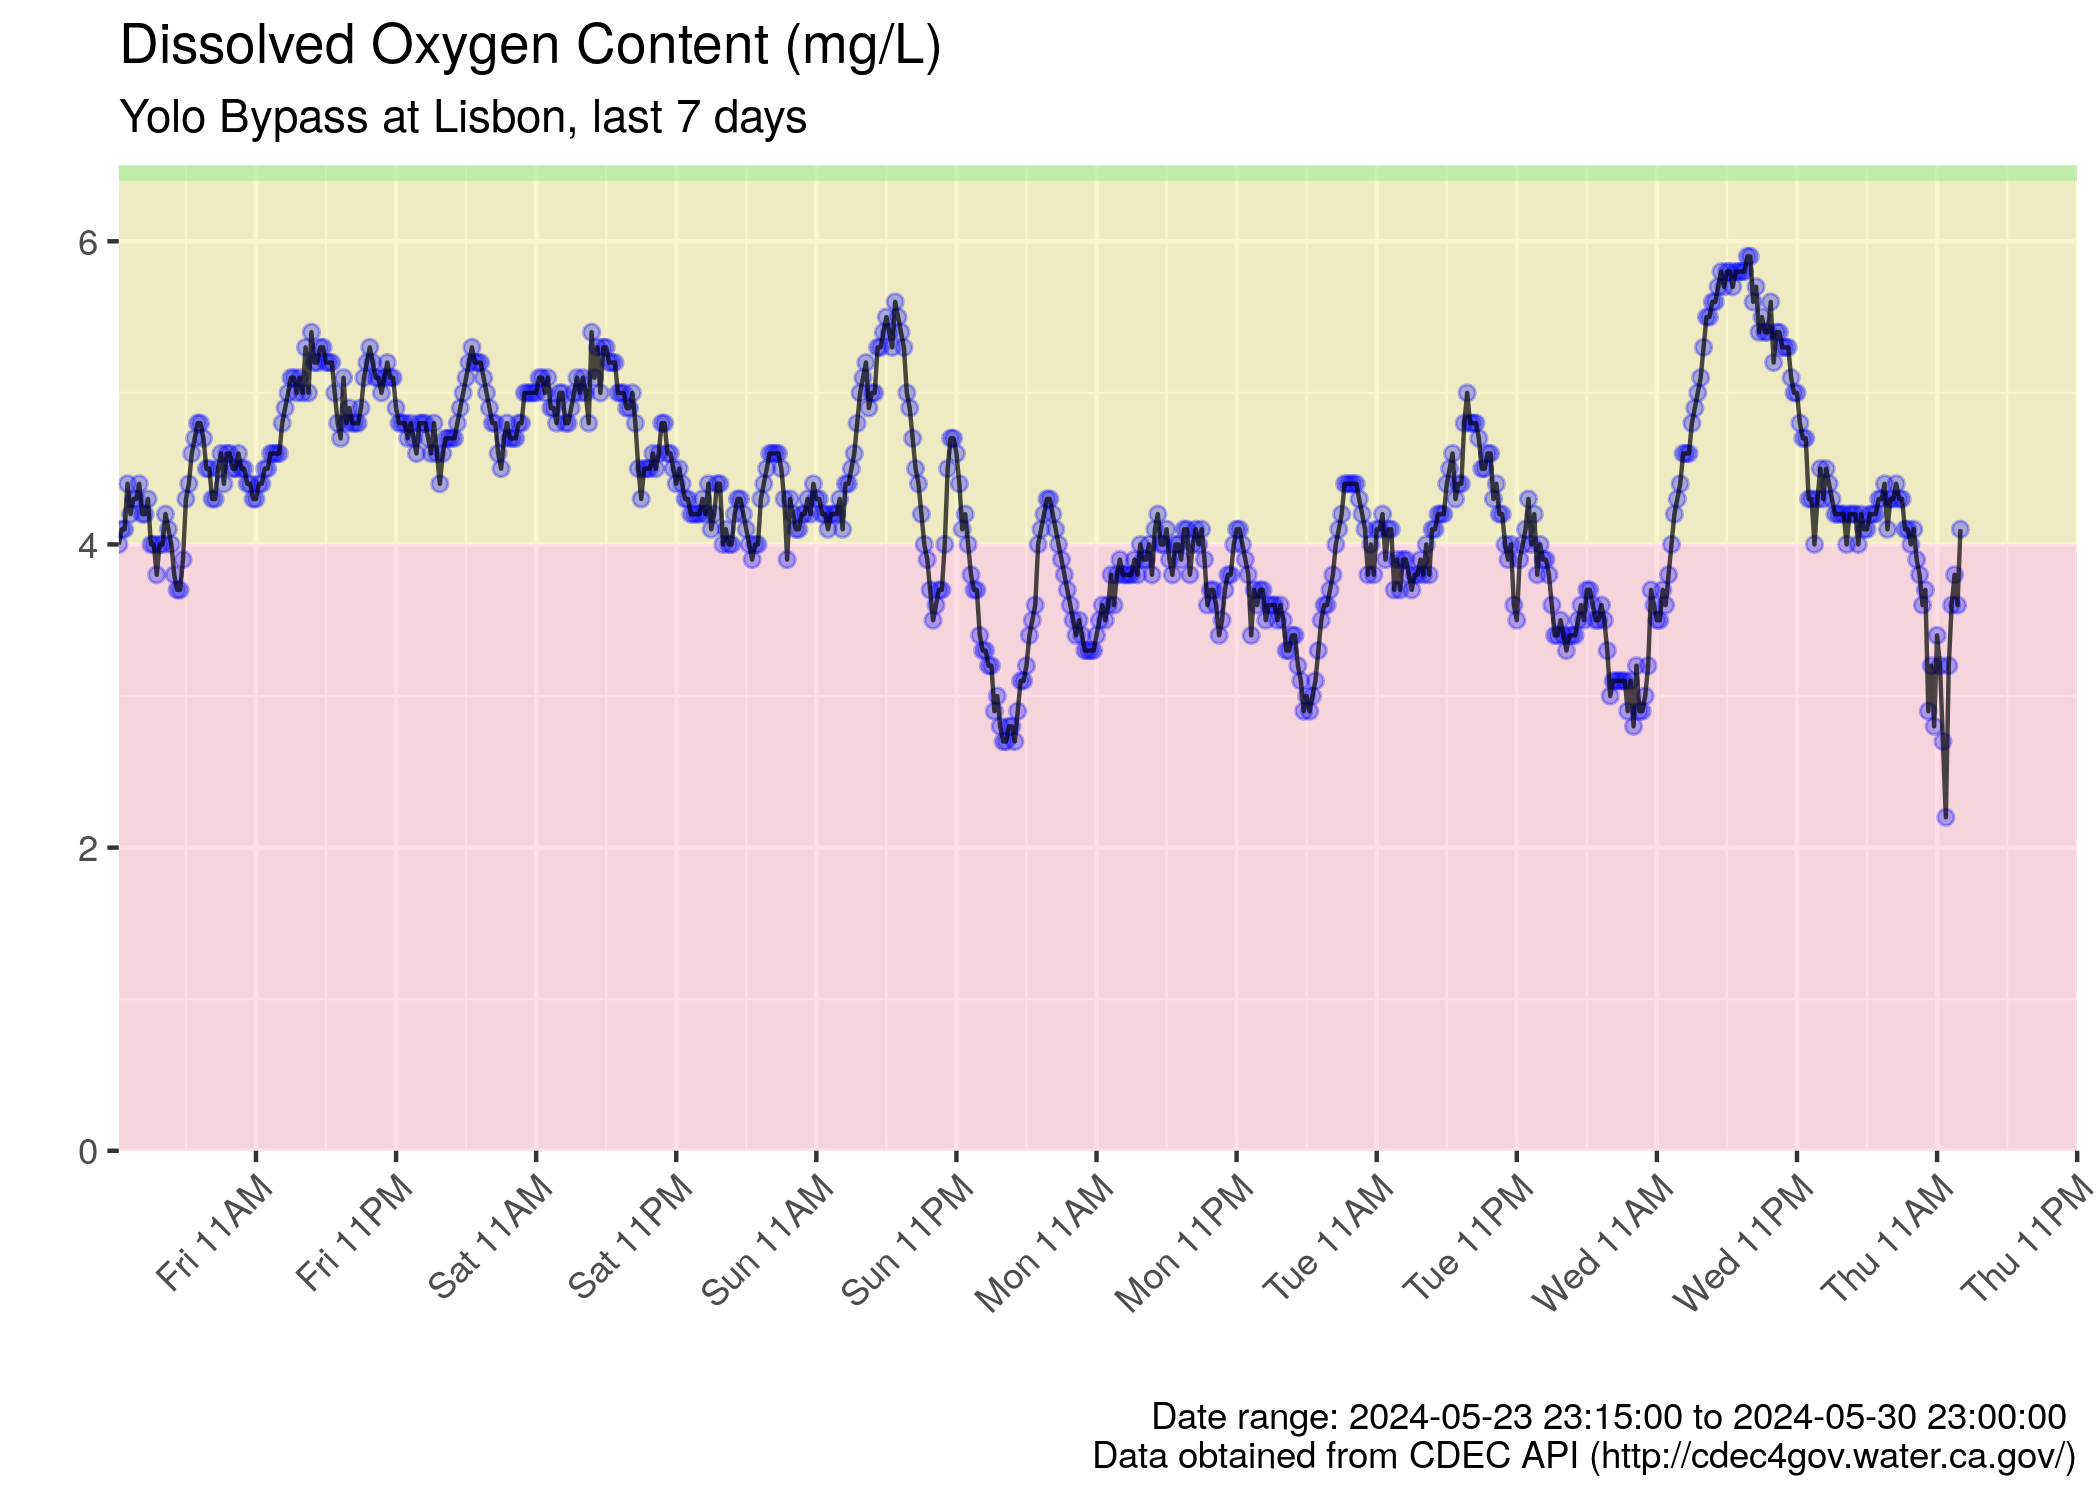 Dissolved Oxygen Content (mg/L)
Yolo Bypass at Lisbon, last 7 days
6
4
2
0
Fri 11AM
Fri 11PM
Sat 11AM
Sat 11PM
Sun 11AM
Sun 11PM
Mon 11AM
Mon 11PM
Tue 11AM
Tue 11PM
Wed 11AM
Wed 11PM
Thu 11AM
Thu 11PM
Date range: 2024-05-23 23:15:00 to 2024-05-30 23:00:00
Data obtained from CDEC API (http://cdec4gov.water.ca.gov/)